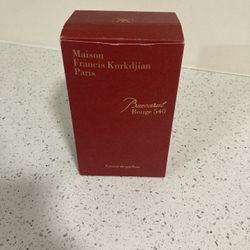 Maison
Francis Kurkdjian
Paris
Baccarat
Rouge 540
Extrait de parfum